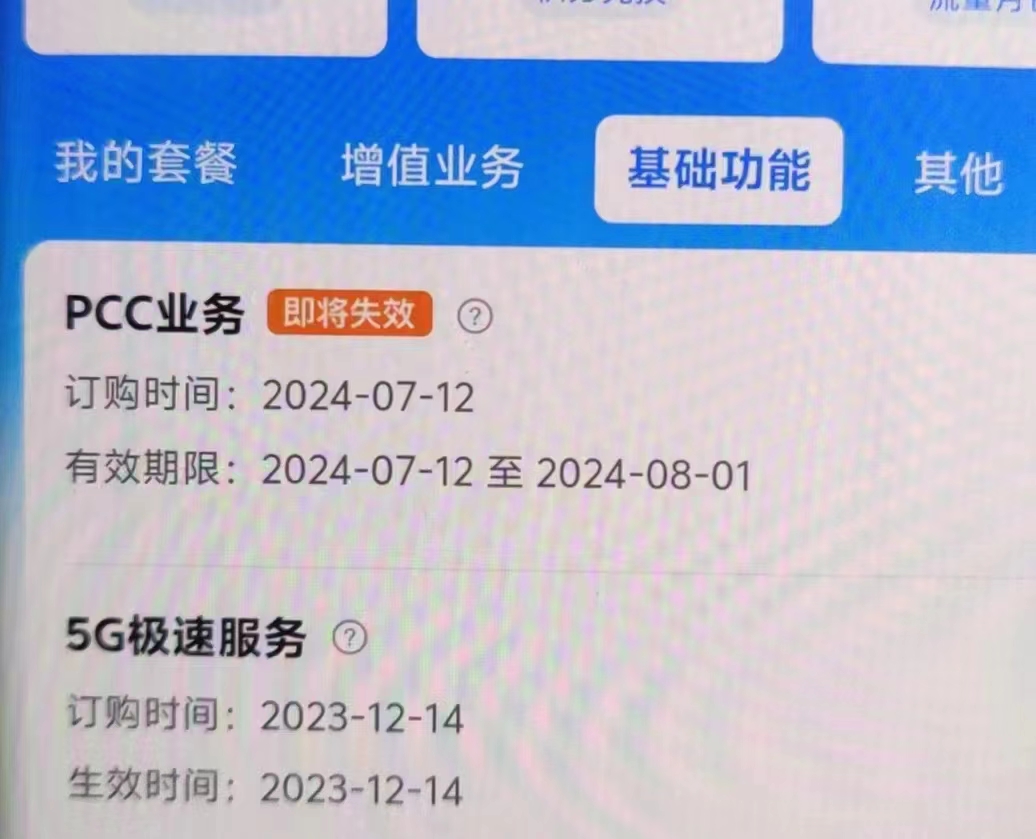 我的套餐 增值业务 基础功能 其他
PCC业务 即将失效 ?
订购时间：2024-07-12
有效期限：2024-07-12 至 2024-08-01
5G极速服务 ?
订购时间：2023-12-14
生效时间：2023-12-14